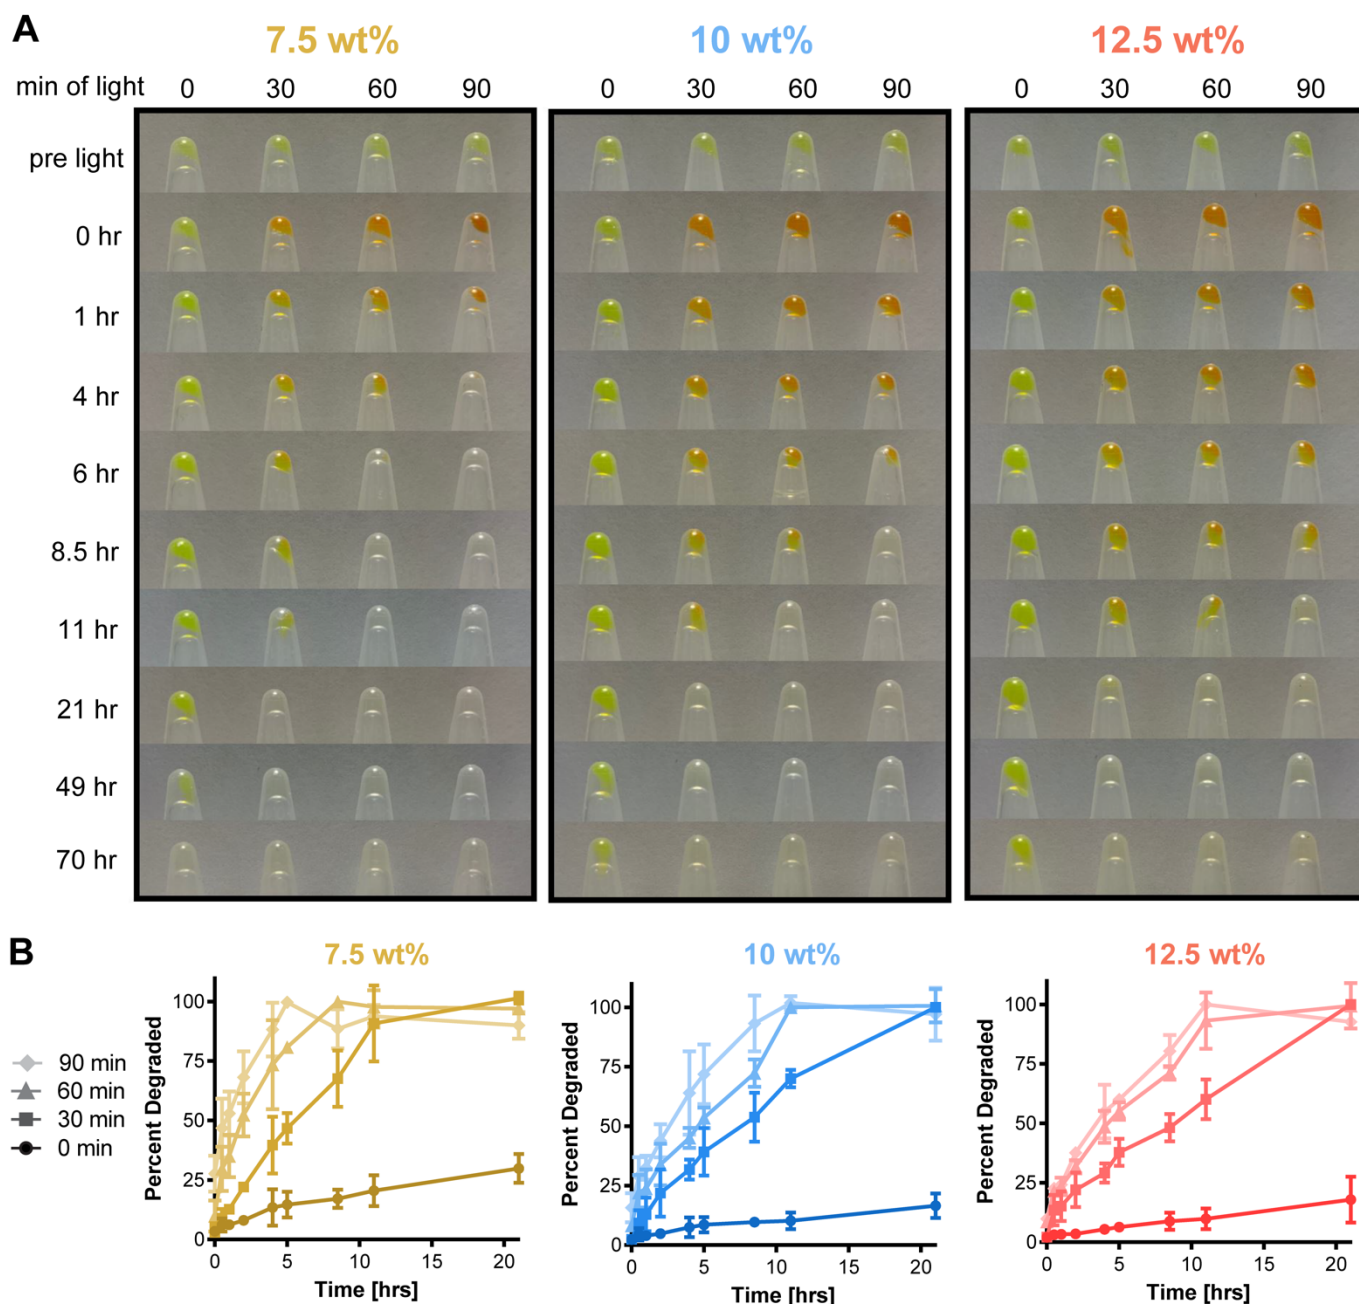 A
7.5 wt% 10 wt% 12.5 wt%
min of light 0 30 60 90 0 30 60 90 0 30 60 90
pre light
0 hr
1 hr
4 hr
6 hr
8.5 hr
11 hr
21 hr
49 hr
70 hr
B
7.5 wt% 10 wt% 12.5 wt%
90 min
60 min
30 min
0 min
Percent Degraded
100
75
50
25
0
0 5 10 15 20
Time [hrs]
Percent Degraded
100
75
50
25
0
0 5 10 15 20
Time [hrs]
Percent Degraded
100
75
50
25
0
0 5 10 15 20
Time [hrs]